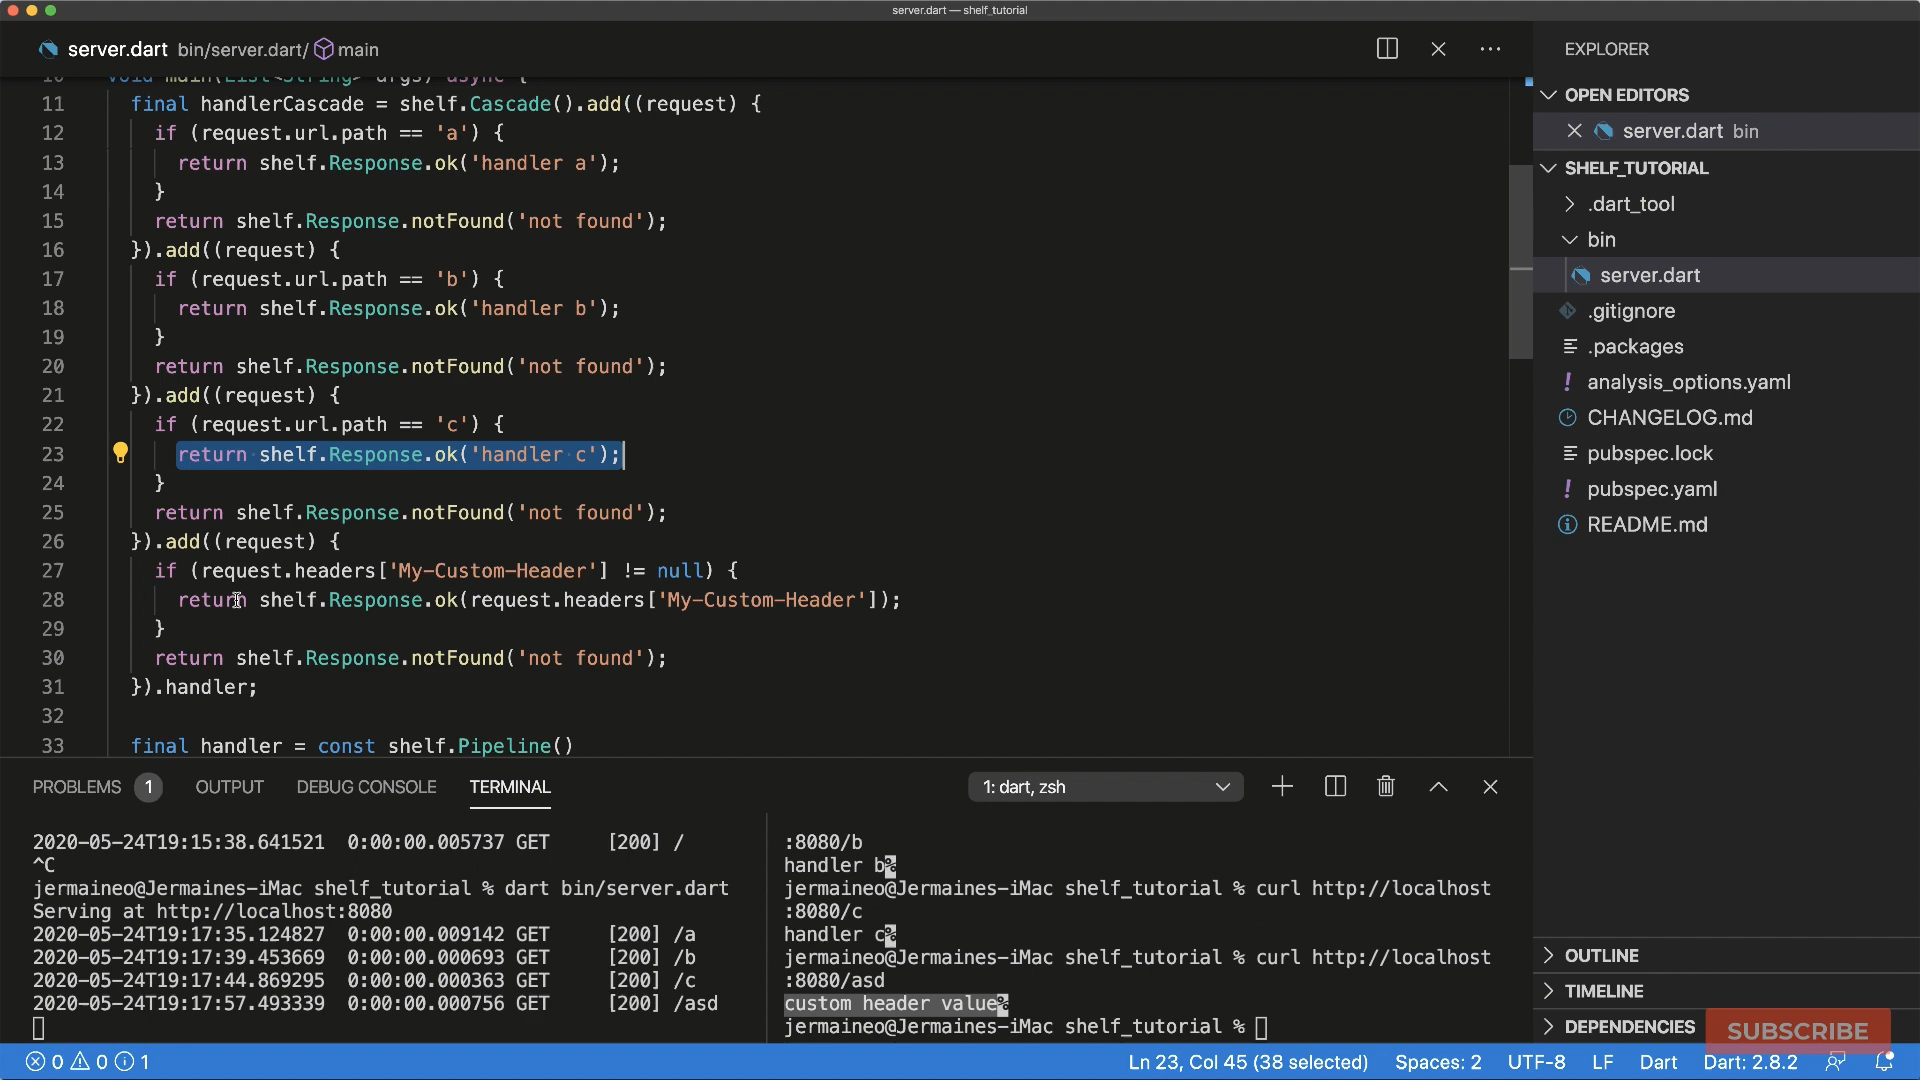 server.dart — shelf_tutorial
server.dart bin/server.dart/ main
10 void main(List<String> args) async {
11 final handlerCascade = shelf.Cascade().add((request) {
12 if (request.url.path == 'a') {
13 return shelf.Response.ok('handler a');
14 }
15 return shelf.Response.notFound('not found');
16 }).add((request) {
17 if (request.url.path == 'b') {
18 return shelf.Response.ok('handler b');
19 }
20 return shelf.Response.notFound('not found');
21 }).add((request) {
22 if (request.url.path == 'c') {
23 return shelf.Response.ok('handler c');
24 }
25 return shelf.Response.notFound('not found');
26 }).add((request) {
27 if (request.headers['My-Custom-Header'] != null) {
28 return shelf.Response.ok(request.headers['My-Custom-Header']);
29 }
30 return shelf.Response.notFound('not found');
31 }).handler;
32
33 final handler = const shelf.Pipeline()
EXPLORER
OPEN EDITORS
server.dart bin
SHELF_TUTORIAL
.dart_tool
bin
server.dart
.gitignore
.packages
analysis_options.yaml
CHANGELOG.md
pubspec.lock
pubspec.yaml
README.md
OUTLINE
TIMELINE
DEPENDENCIES
SUBSCRIBE
PROBLEMS 1 OUTPUT DEBUG CONSOLE TERMINAL 1: dart, zsh
2020-05-24T19:15:38.641521 0:00:00.005737 GET [200] /
^C
jermaineo@Jermaines-iMac shelf_tutorial % dart bin/server.dart
Serving at http://localhost:8080
2020-05-24T19:17:35.124827 0:00:00.009142 GET [200] /a
2020-05-24T19:17:39.453669 0:00:00.000693 GET [200] /b
2020-05-24T19:17:44.869295 0:00:00.000363 GET [200] /c
2020-05-24T19:17:57.493339 0:00:00.000756 GET [200] /asd
:8080/b
handler b%
jermaineo@Jermaines-iMac shelf_tutorial % curl http://localhost
:8080/c
handler c%
jermaineo@Jermaines-iMac shelf_tutorial % curl http://localhost
:8080/asd
custom header value%
jermaineo@Jermaines-iMac shelf_tutorial %
0 0 1
Ln 23, Col 45 (38 selected) Spaces: 2 UTF-8 LF Dart Dart: 2.8.2